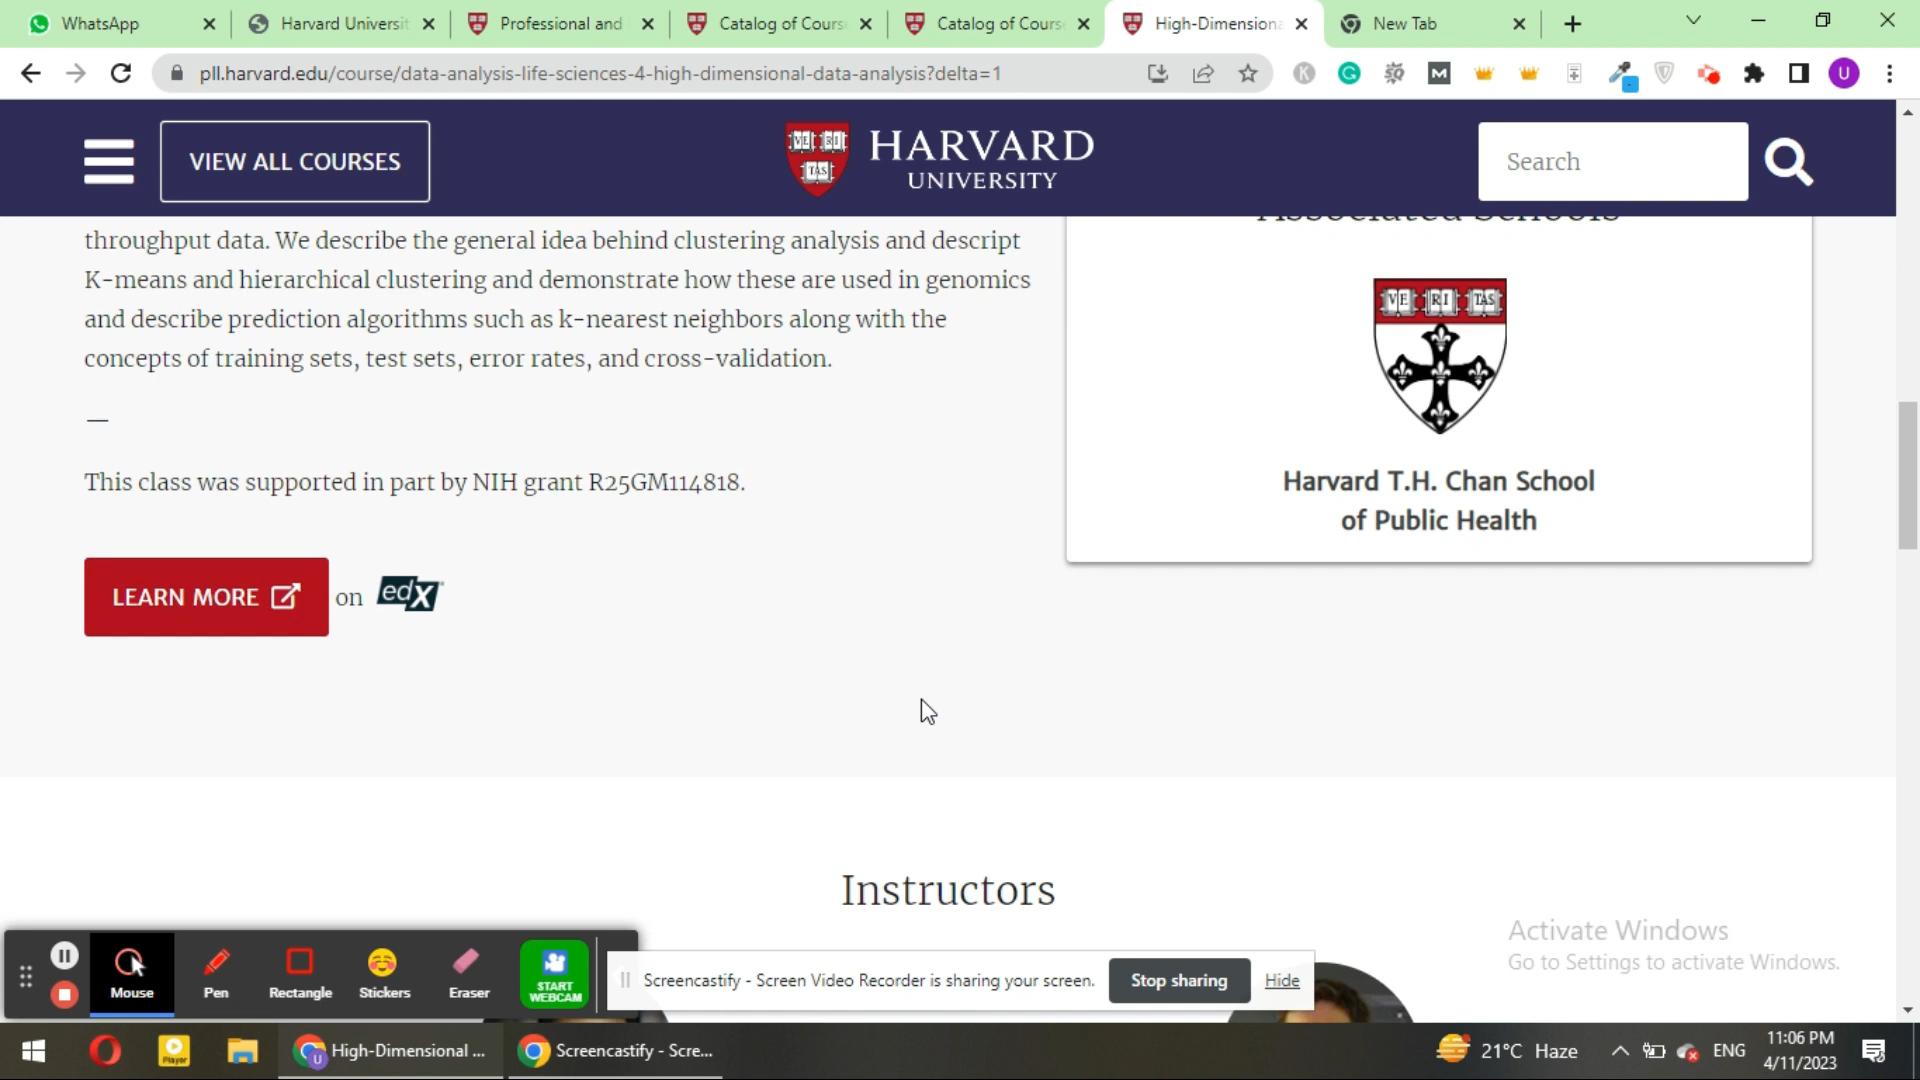 WhatsApp
Harvard Universit
Professional and
Catalog of Cours
Catalog of Cours
High-Dimensiona
New Tab
pll.harvard.edu/course/data-analysis-life-sciences-4-high-dimensional-data-analysis?delta=1
U
VIEW ALL COURSES
VE RI TAS
HARVARD
UNIVERSITY
Search
Associated Schools
throughput data. We describe the general idea behind clustering analysis and descript
K-means and hierarchical clustering and demonstrate how these are used in genomics
and describe prediction algorithms such as k-nearest neighbors along with the
concepts of training sets, test sets, error rates, and cross-validation.
—
This class was supported in part by NIH grant R25GM114818.
VE RI TAS
Harvard T.H. Chan School
of Public Health
LEARN MORE on edX
Instructors
Activate Windows
Go to Settings to activate Windows.
Mouse
Pen
Rectangle
Stickers
Eraser
START
WEBCAM
Screencastify - Screen Video Recorder is sharing your screen.
Stop sharing
Hide
Player
High-Dimensional ...
Screencastify - Scre...
21°C Haze
ENG
11:06 PM
4/11/2023